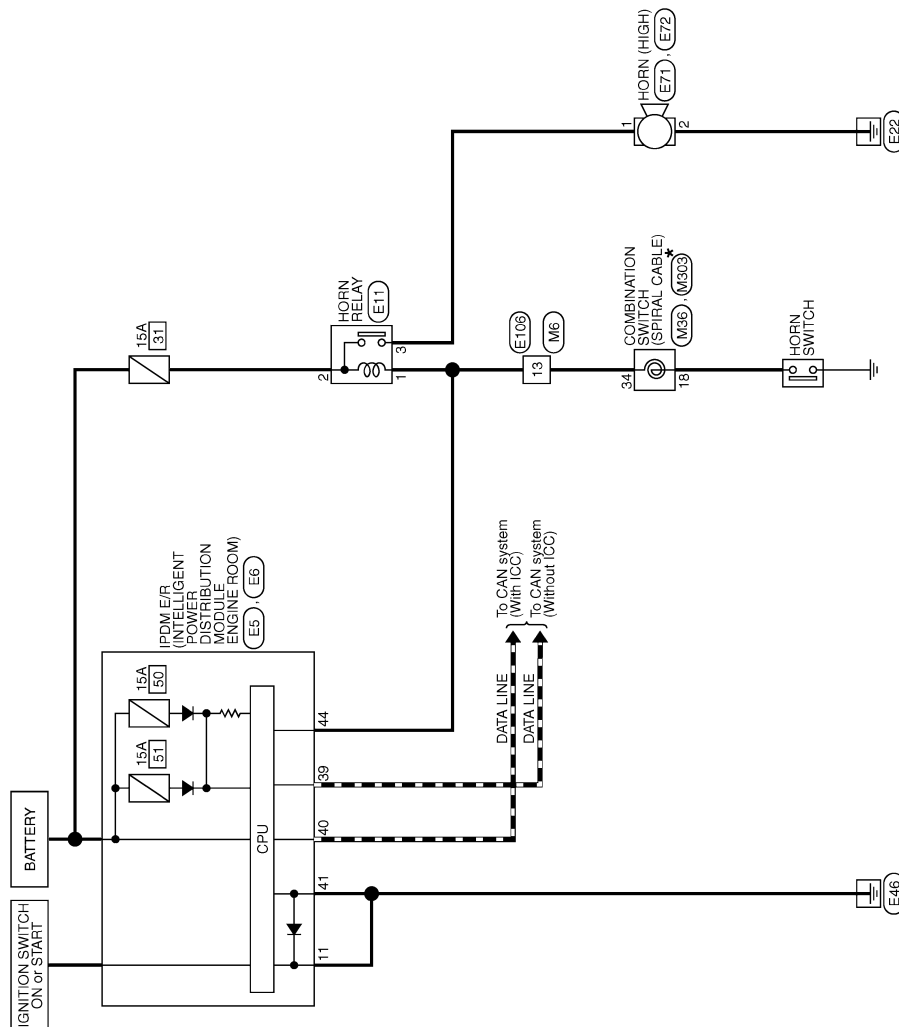 IGNITION SWITCH
ON or START
BATTERY
IPDM E/R
(INTELLIGENT
POWER
DISTRIBUTION
MODULE
ENGINE ROOM)
E5 , E6
15A
51
15A
50
CPU
11
41
40
39
44
DATA LINE
DATA LINE
To CAN system
(With ICC)
To CAN system
(Without ICC)
E46
15A
31
HORN
RELAY
E11
2
1
3
E106
13
M6
COMBINATION
SWITCH
(SPIRAL CABLE)
M36 , M303 *
34
18
HORN
SWITCH
HORN (HIGH)
E71 , E72
1
2
E22